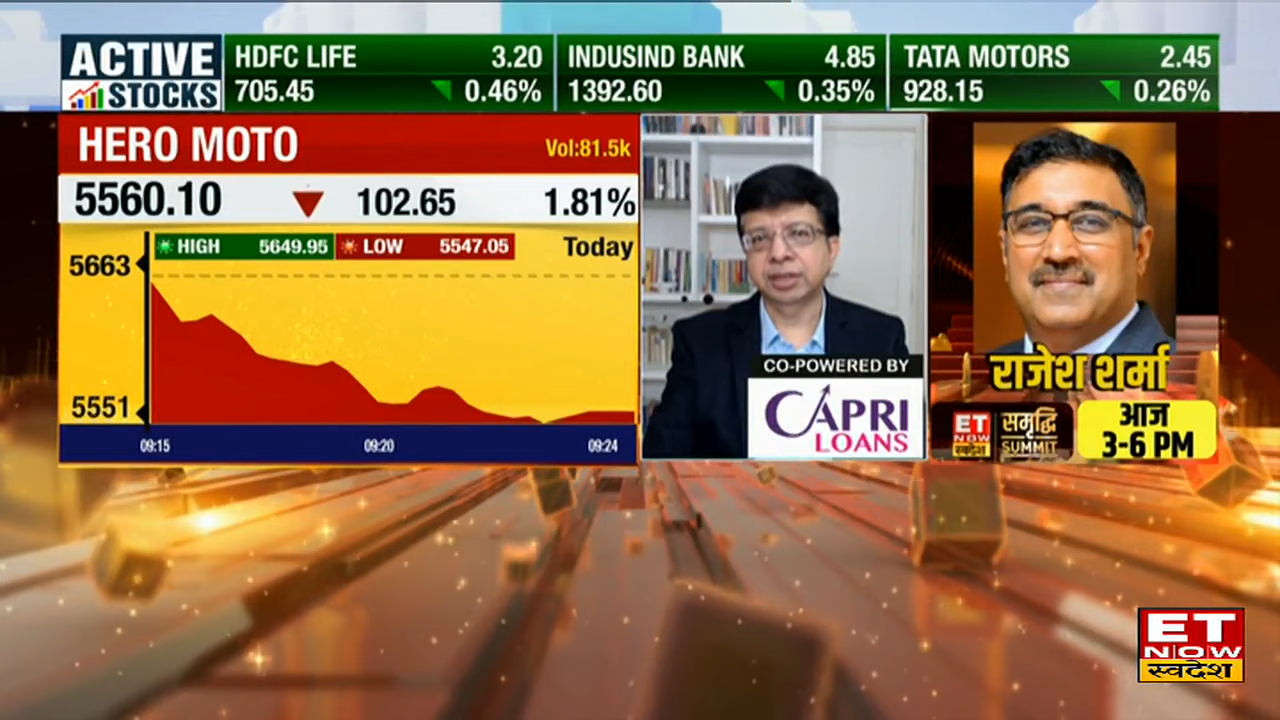 ACTIVE
STOCKS
HDFC LIFE 3.20
705.45 0.46%
INDUSIND BANK 4.85
1392.60 0.35%
TATA MOTORS 2.45
928.15 0.26%
HERO MOTO Vol:81.5k
5560.10 102.65 1.81%
HIGH 5649.95 LOW 5547.05 Today
5663
5551
09:15 09:20 09:24
CO-POWERED BY
CAPRI
LOANS
राजेश शर्मा
ET
NOW
स्वदेश
समृद्धि
SUMMIT
आज
3-6 PM
ET
NOW
स्वदेश